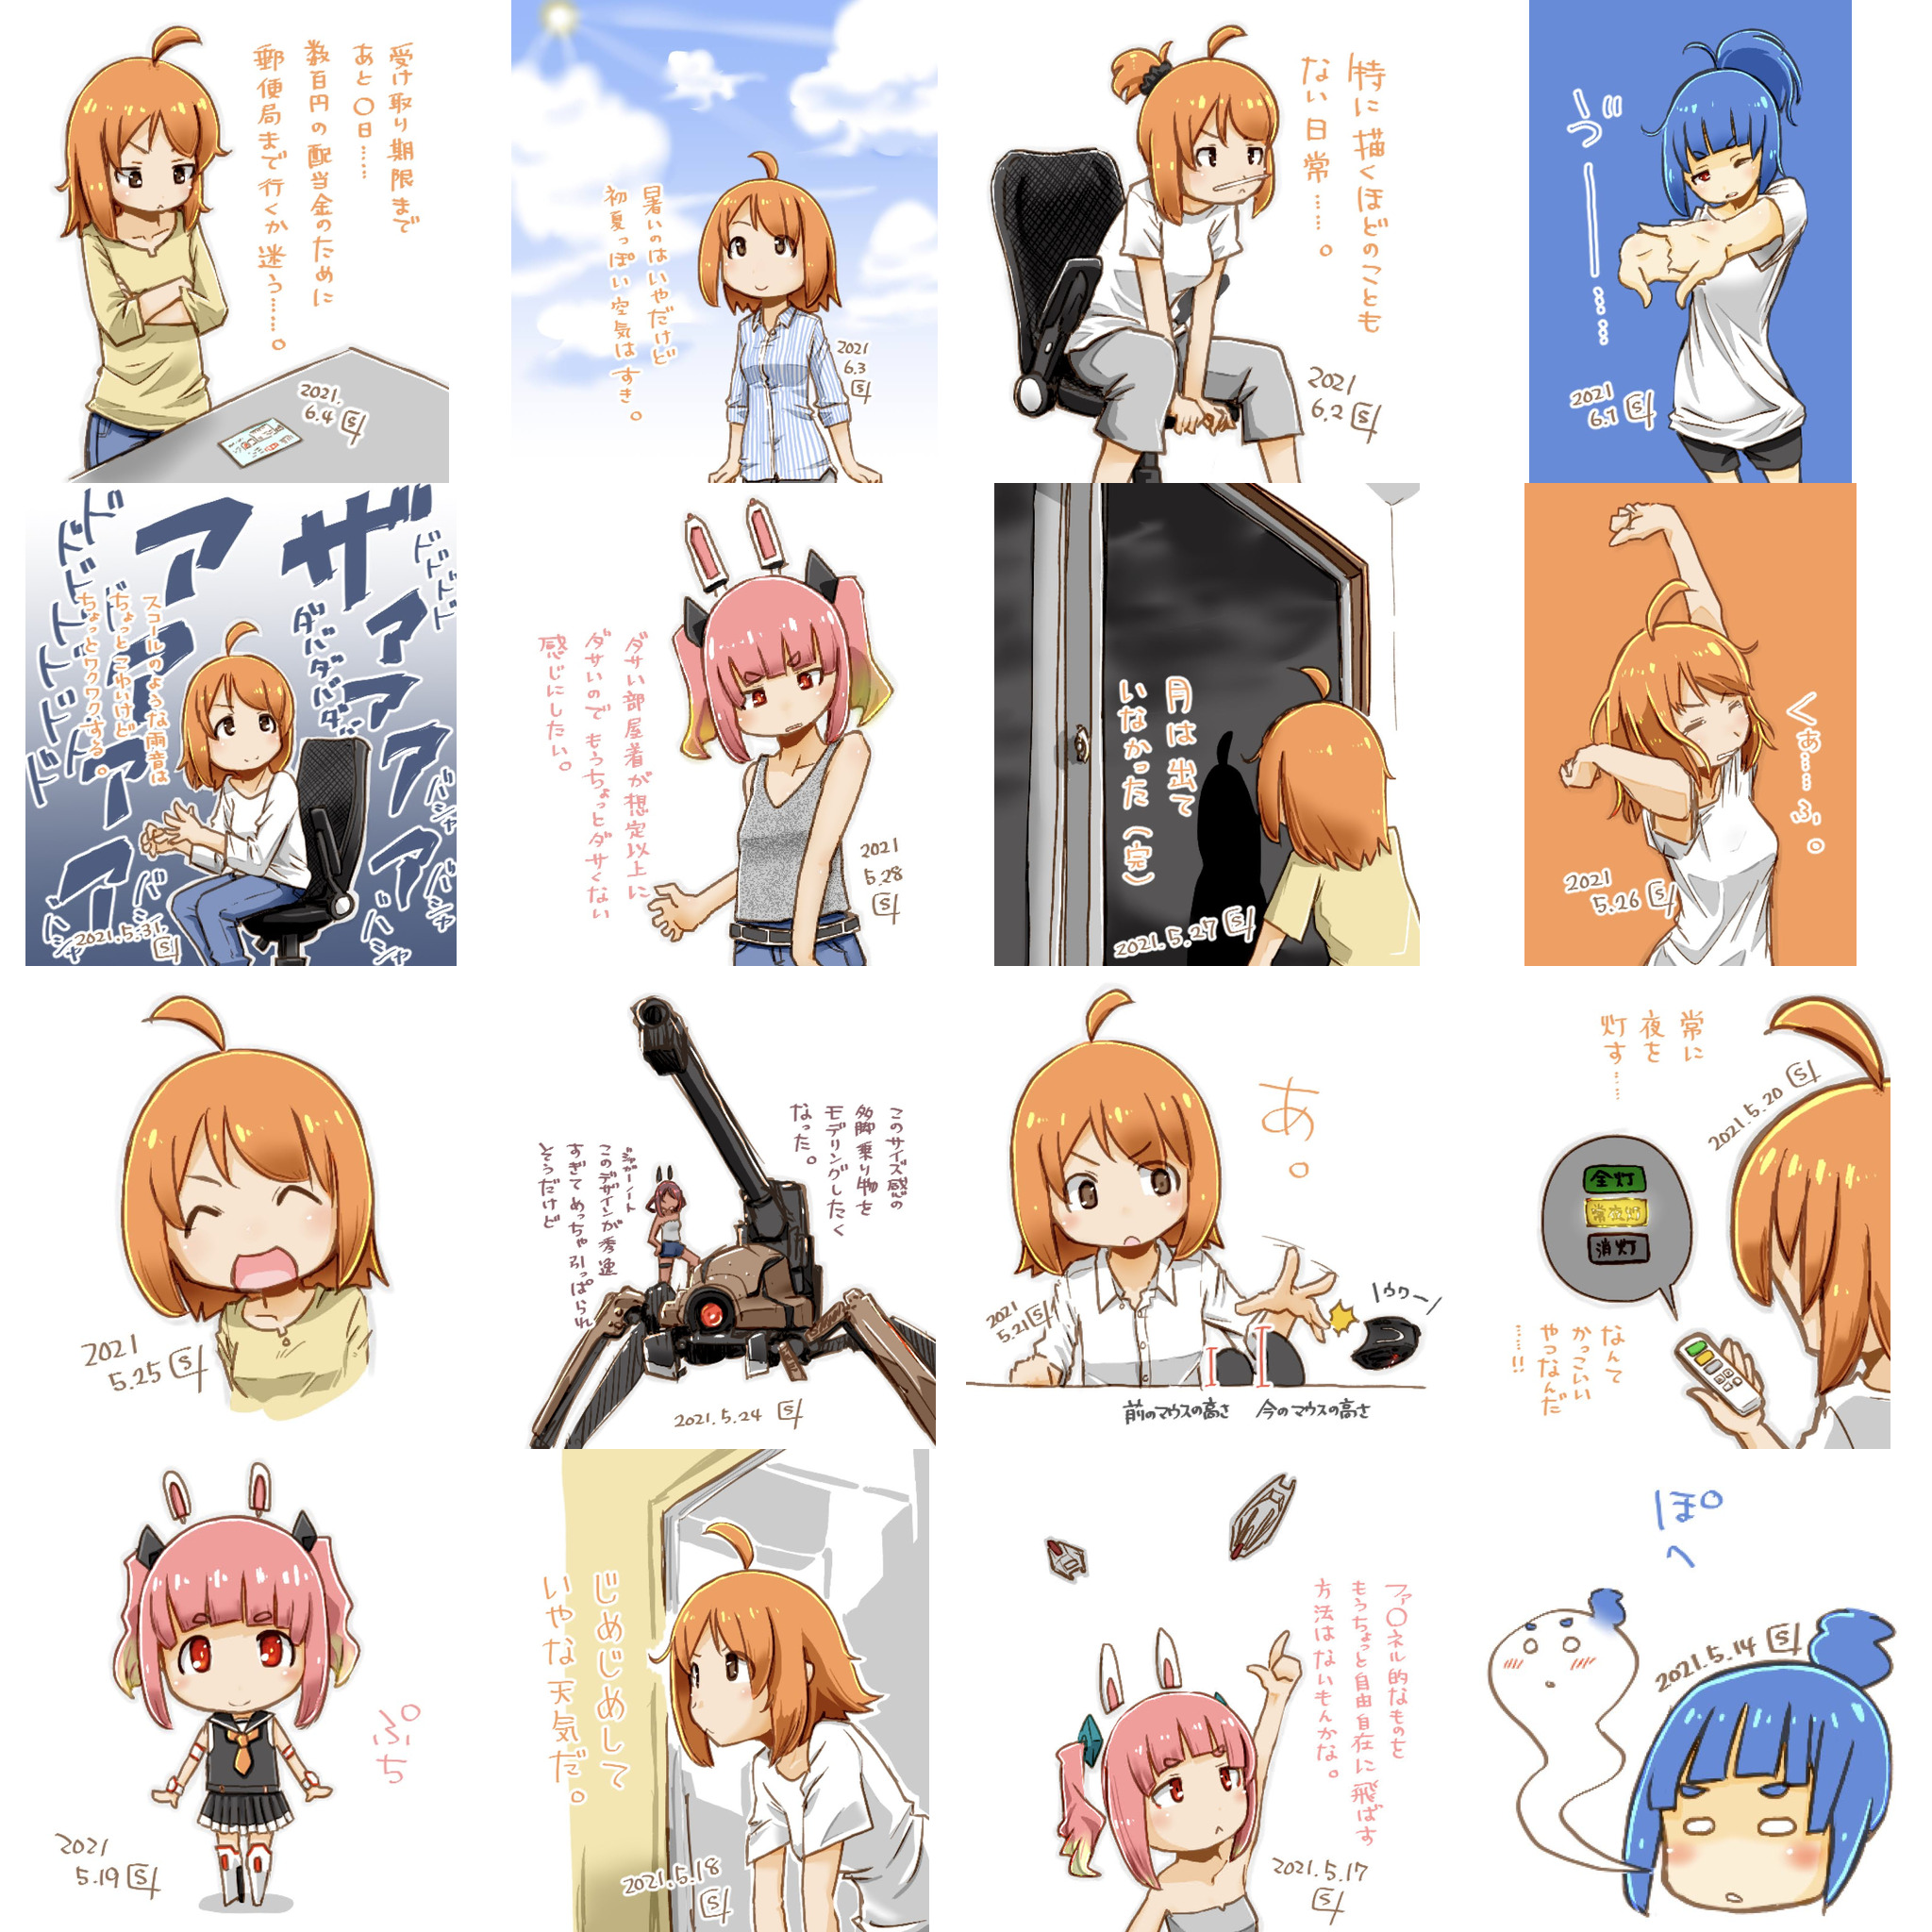 受け取り期限まで
あと〇日……
数百円の配当金のために
郵便局まで行くか迷う……。
2021.
6.4
暑いのはいやだけど
初夏っぽい空気はすき。
2021
6.3
特に描くほどのことも
ない日常……。
2021
6.2
ゔ―――……
2021
6.1
ザァァァァァ
アアアア
ドドドドド
ドドドドドドド
ダバダバダバ
バシャバシャ
スコールのような雨音は
ちょっとこわいけど
ちょっとワクワクする。
2021.5.31.
ダサい部屋着が想定以上に
ダサいのでもうちょっとダサくない
感じにしたい。
2021
5.28
月は出て
いなかった(完)
2021.5.27
くぁ……ふ。
2021
5.26
2021
5.25
このサイズ感の
多脚乗り物を
モデリングしたく
なった。
ジャガーノート
このデザインが秀逸
すぎてめっちゃ引っぱられ
そうだけど
2021.5.24
あ。
2021
5.21
前のマウスの高さ
今のマウスの高さ
常に
夜を
灯す……
2021.5.20
全灯
常夜灯
消灯
なんて
かっこいい
やつなんだ
……!!
ぷち
2021
5.19
じめじめして
いやな天気だ。
2021.5.18
ファ〇ネル的なものを
もうちょっと自由自在に飛ばす
方法はないもんかな。
2021.5.17
ぽへ
2021.5.14